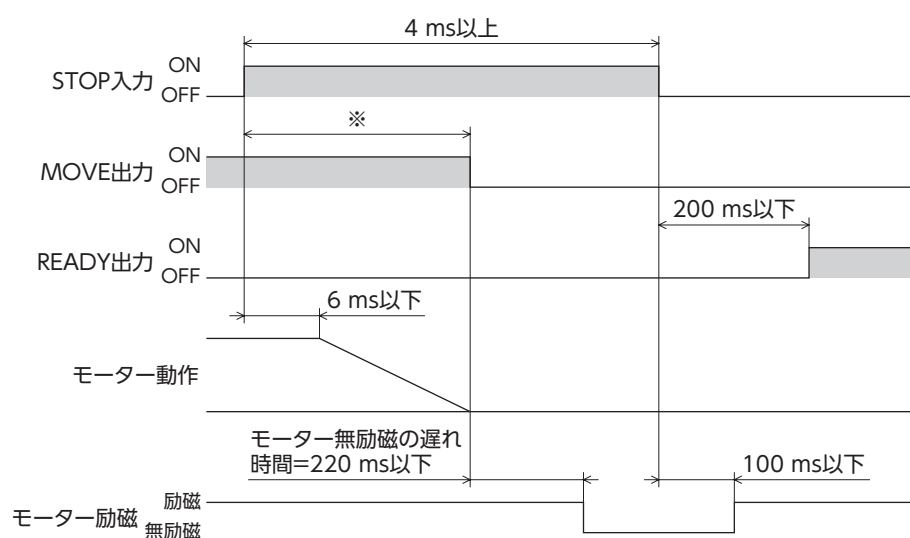 4 ms以上
STOP入力 ON
OFF
※
MOVE出力 ON
OFF
200 ms以下
READY出力 ON
OFF
6 ms以下
モーター動作
モーター無励磁の遅れ
時間=220 ms以下
100 ms以下
モーター励磁 励磁
無励磁